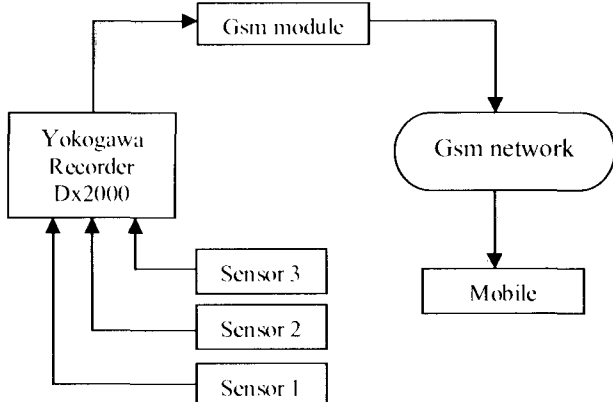 Gsm module
Yokogawa
Recorder
Dx2000
Gsm network
Sensor 3
Mobile
Sensor 2
Sensor 1